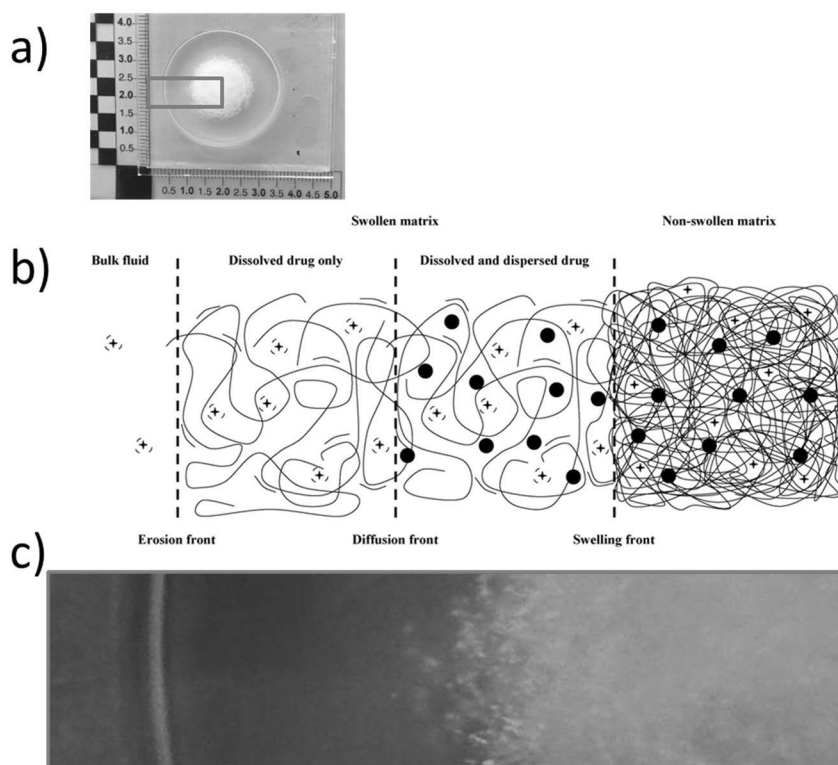 a)
4.0
3.5
3.0
2.5
2.0
1.5
1.0
0.5
0.5 1.0 1.5 2.0 2.5 3.0 3.5 4.0 4.5 5.0
Swollen matrix Non-swollen matrix
b)
Bulk fluid Dissolved drug only Dissolved and dispersed drug
Erosion front Diffusion front Swelling front
c)